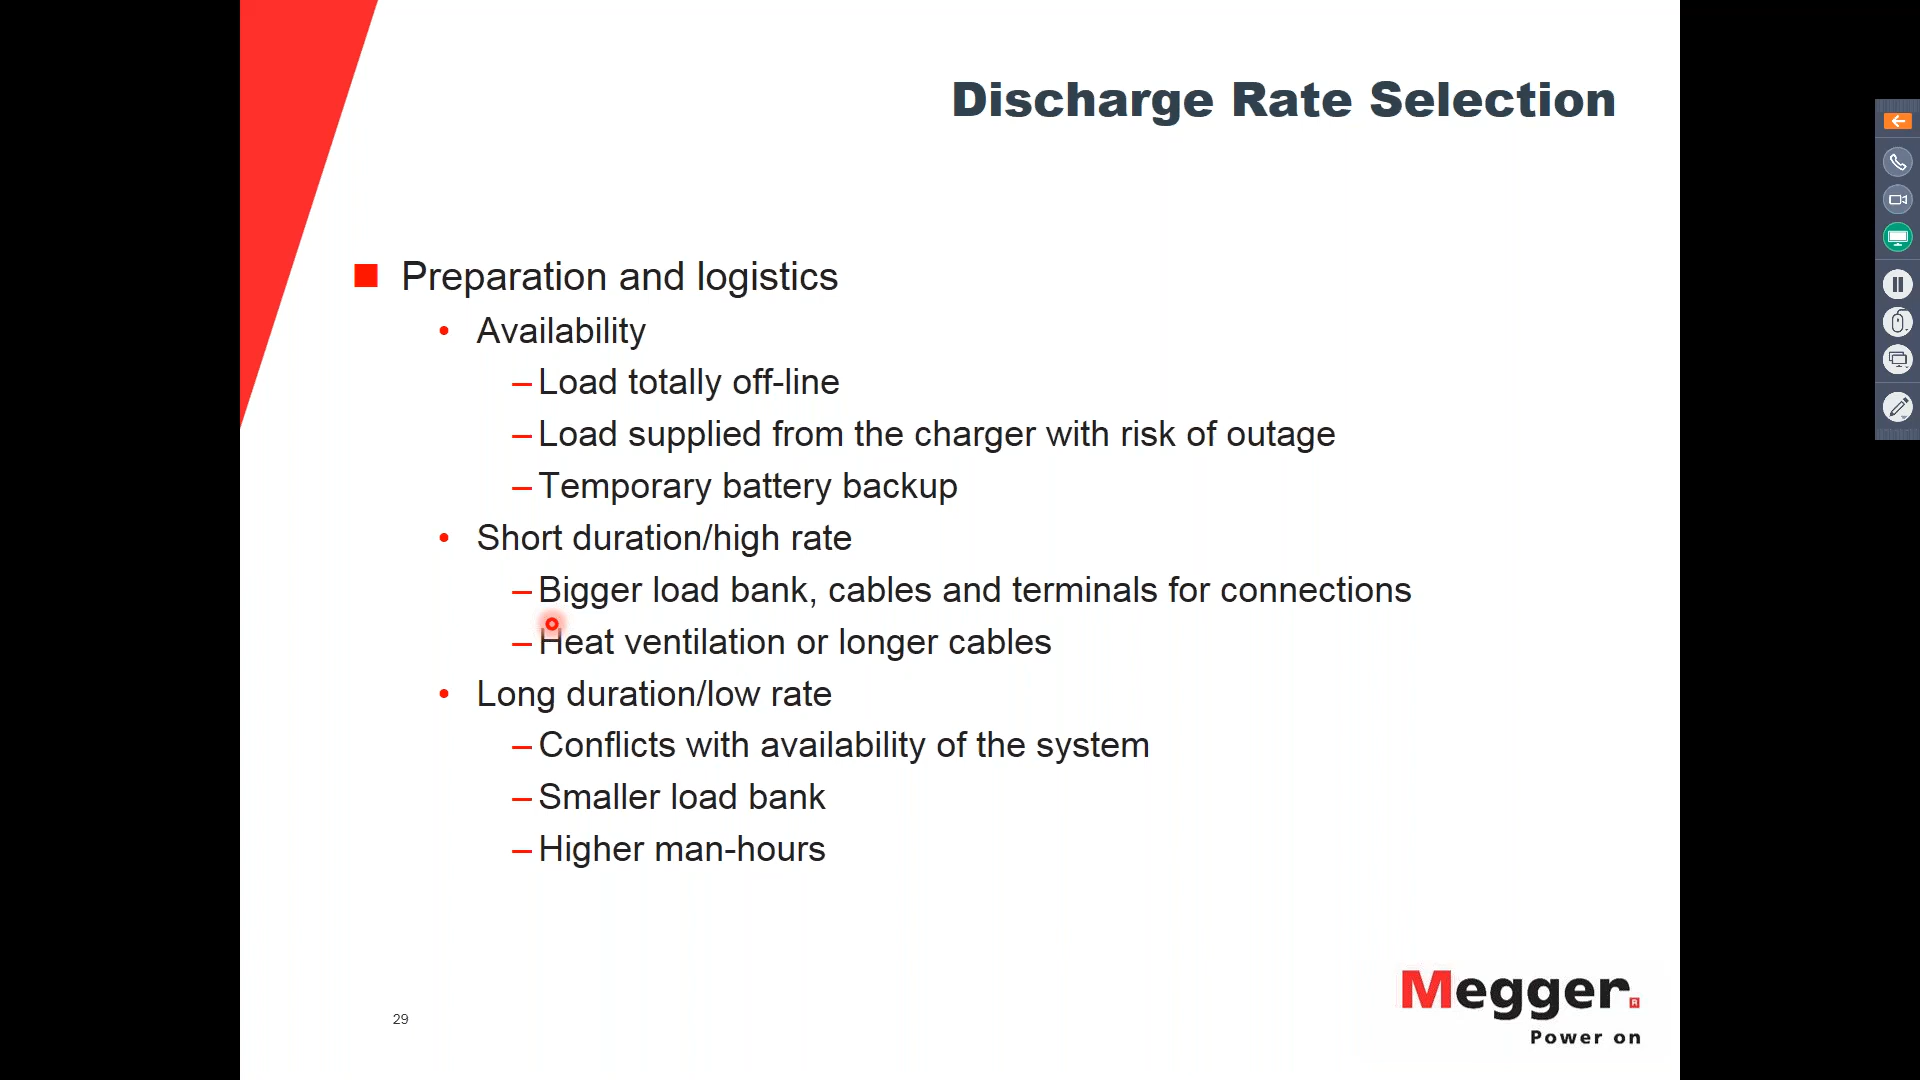 Discharge Rate Selection
Preparation and logistics
• Availability
– Load totally off-line
– Load supplied from the charger with risk of outage
– Temporary battery backup
• Short duration/high rate
– Bigger load bank, cables and terminals for connections
– Heat ventilation or longer cables
• Long duration/low rate
– Conflicts with availability of the system
– Smaller load bank
– Higher man-hours
29
Megger.
Power on